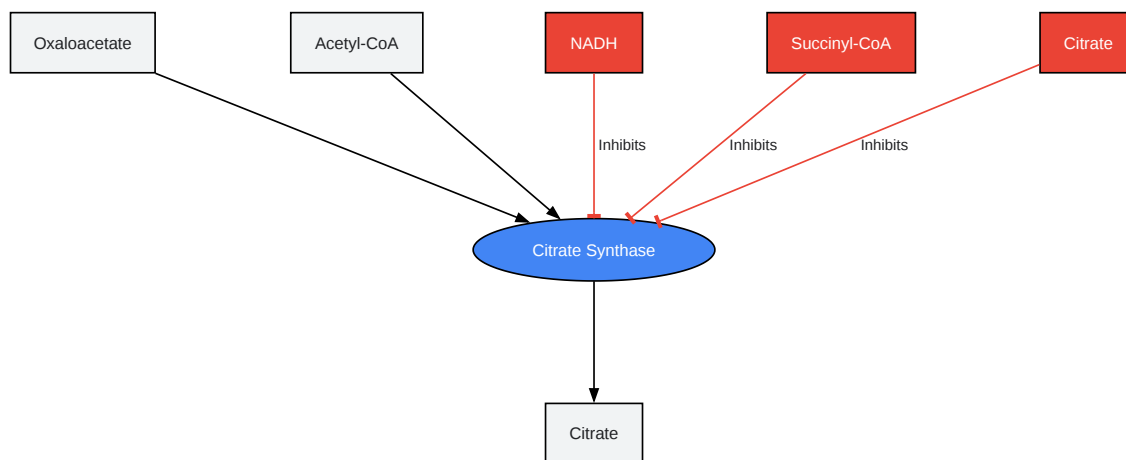 Oxaloacetate
Acetyl-CoA
NADH
Succinyl-CoA
Citrate
Inhibits
Inhibits
Inhibits
Citrate Synthase
Citrate